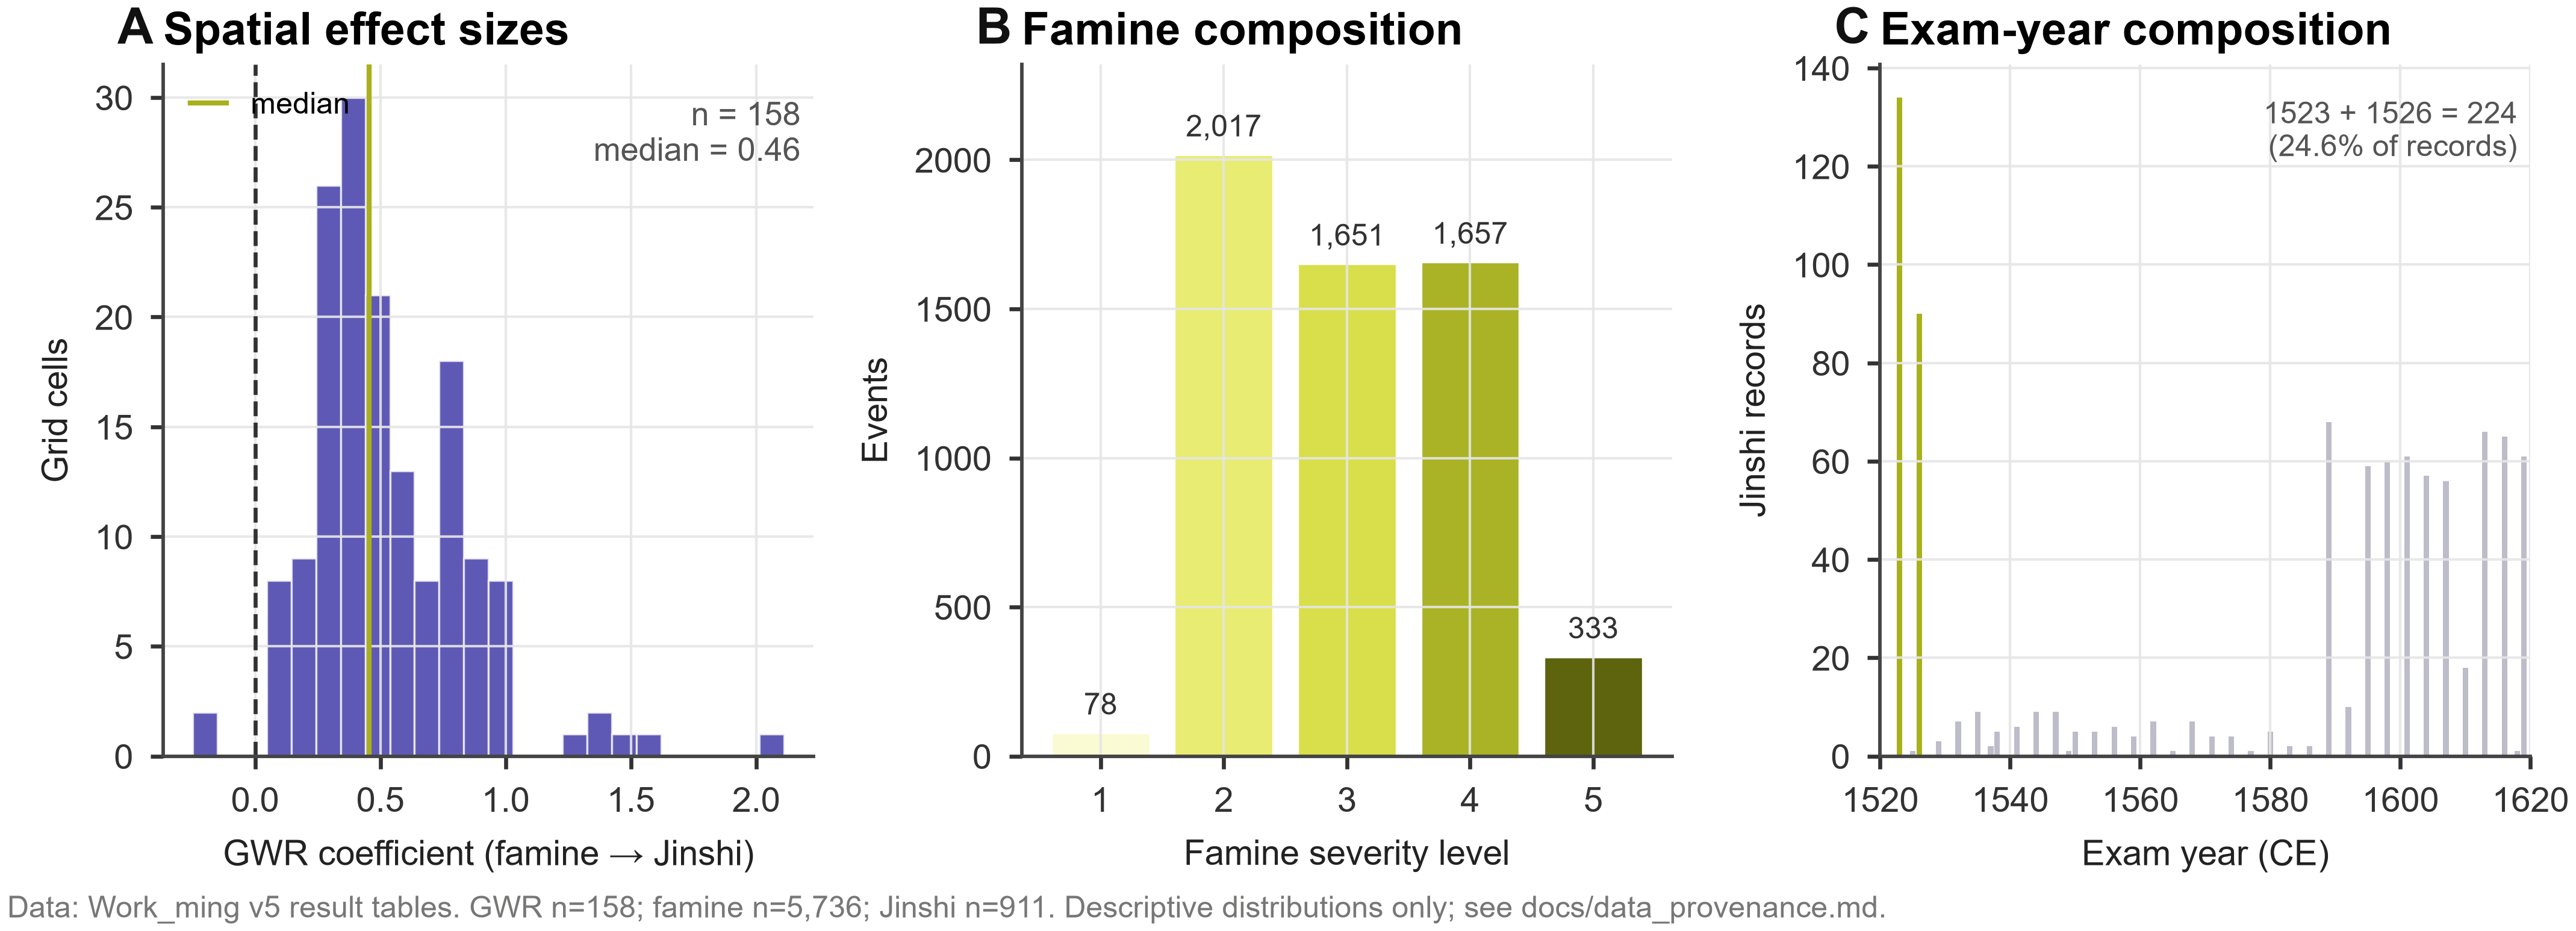 A Spatial effect sizes
30
25
20
15
10
5
0
Grid cells
median
n = 158
median = 0.46
0.0 0.5 1.0 1.5 2.0
GWR coefficient (famine → Jinshi)
B Famine composition
2000
1500
1000
500
0
Events
78
2,017
1,651
1,657
333
1 2 3 4 5
Famine severity level
C Exam-year composition
140
120
100
80
60
40
20
0
Jinshi records
1523 + 1526 = 224
(24.6% of records)
1520 1540 1560 1580 1600 1620
Exam year (CE)
Data: Work_ming v5 result tables. GWR n=158; famine n=5,736; Jinshi n=911. Descriptive distributions only; see docs/data_provenance.md.